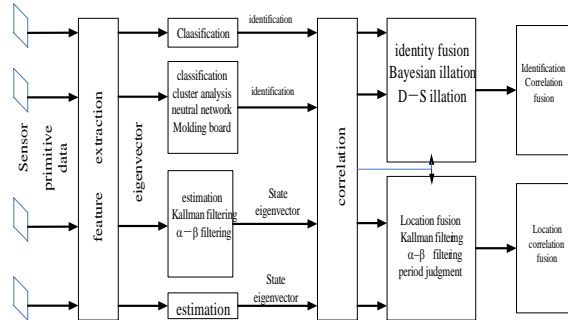 Claasification
identification
classification
cluster analysis
neutral network
Molding board
identification
Sensor
primitive data
feature extraction
eigenvector
estimation
Kallman filtering
α－β filtering
State
eigenvector
estimation
State
eigenvector
correlation
identity fusion
Bayesian illation
D－S illation
Location fusion
Kallman filtering
α-β filtering
period judgment
Identification
Correlation
fusion
Location
correlation
fusion